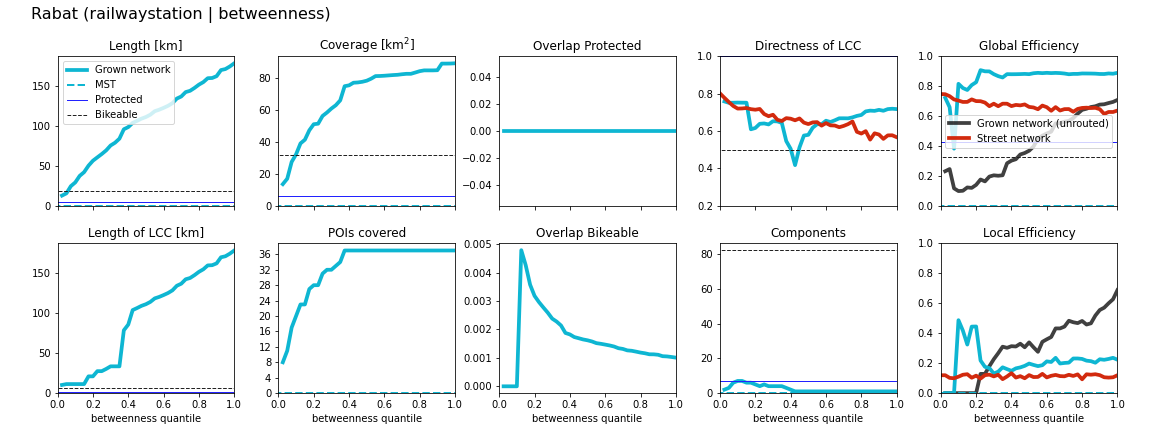 Rabat (railwaystation | betweenness)
Length [km]
Grown network
MST
Protected
Bikeable
150
100
50
0
Coverage [km²]
80
60
40
20
0
Overlap Protected
0.04
0.02
0.00
−0.02
−0.04
Directness of LCC
1.0
0.8
0.6
0.4
0.2
Global Efficiency
1.0
0.8
0.6
0.4
0.2
0.0
Grown network (unrouted)
Street network
Length of LCC [km]
150
100
50
0
0.0 0.2 0.4 0.6 0.8 1.0
betweenness quantile
POIs covered
36
32
28
24
20
16
12
8
4
0
0.0 0.2 0.4 0.6 0.8 1.0
betweenness quantile
Overlap Bikeable
0.005
0.004
0.003
0.002
0.001
0.000
0.0 0.2 0.4 0.6 0.8 1.0
betweenness quantile
Components
80
60
40
20
0
0.0 0.2 0.4 0.6 0.8 1.0
betweenness quantile
Local Efficiency
1.0
0.8
0.6
0.4
0.2
0.0
0.0 0.2 0.4 0.6 0.8 1.0
betweenness quantile